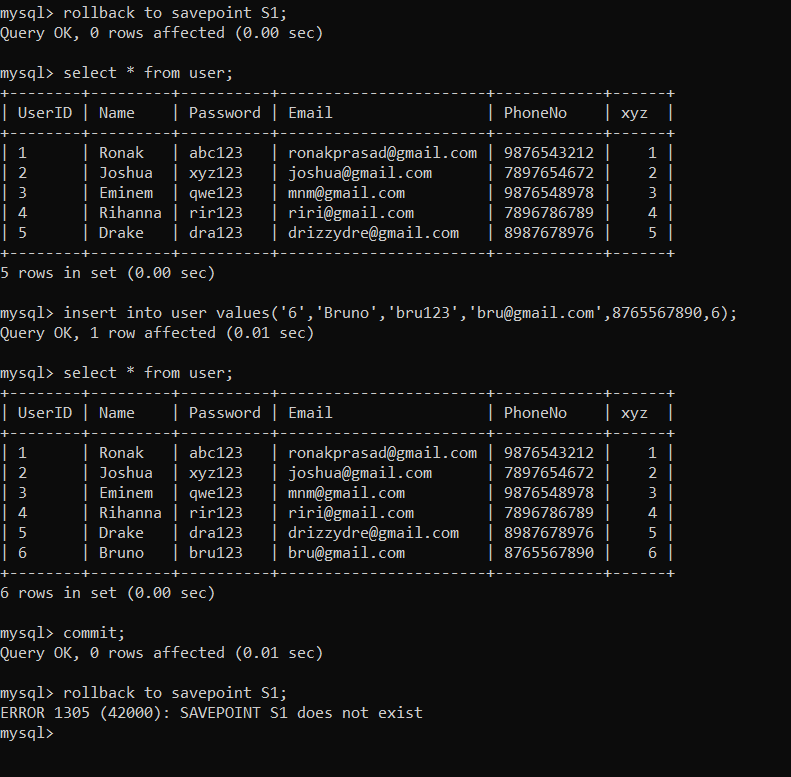 mysql> rollback to savepoint S1;
Query OK, 0 rows affected (0.00 sec)
mysql> select * from user;
+--------+---------+----------+-----------------------+------------+------+
| UserID | Name    | Password | Email                 | PhoneNo    | xyz  |
+--------+---------+----------+-----------------------+------------+------+
| 1      | Ronak   | abc123   | ronakprasad@gmail.com | 9876543212 |    1 |
| 2      | Joshua  | xyz123   | joshua@gmail.com      | 7897654672 |    2 |
| 3      | Eminem  | qwe123   | mnm@gmail.com         | 9876548978 |    3 |
| 4      | Rihanna | rir123   | riri@gmail.com        | 7896786789 |    4 |
| 5      | Drake   | dra123   | drizzydre@gmail.com   | 8987678976 |    5 |
+--------+---------+----------+-----------------------+------------+------+
5 rows in set (0.00 sec)
mysql> insert into user values('6','Bruno','bru123','bru@gmail.com',8765567890,6);
Query OK, 1 row affected (0.01 sec)
mysql> select * from user;
+--------+---------+----------+-----------------------+------------+------+
| UserID | Name    | Password | Email                 | PhoneNo    | xyz  |
+--------+---------+----------+-----------------------+------------+------+
| 1      | Ronak   | abc123   | ronakprasad@gmail.com | 9876543212 |    1 |
| 2      | Joshua  | xyz123   | joshua@gmail.com      | 7897654672 |    2 |
| 3      | Eminem  | qwe123   | mnm@gmail.com         | 9876548978 |    3 |
| 4      | Rihanna | rir123   | riri@gmail.com        | 7896786789 |    4 |
| 5      | Drake   | dra123   | drizzydre@gmail.com   | 8987678976 |    5 |
| 6      | Bruno   | bru123   | bru@gmail.com         | 8765567890 |    6 |
+--------+---------+----------+-----------------------+------------+------+
6 rows in set (0.00 sec)
mysql> commit;
Query OK, 0 rows affected (0.01 sec)
mysql> rollback to savepoint S1;
ERROR 1305 (42000): SAVEPOINT S1 does not exist
mysql>